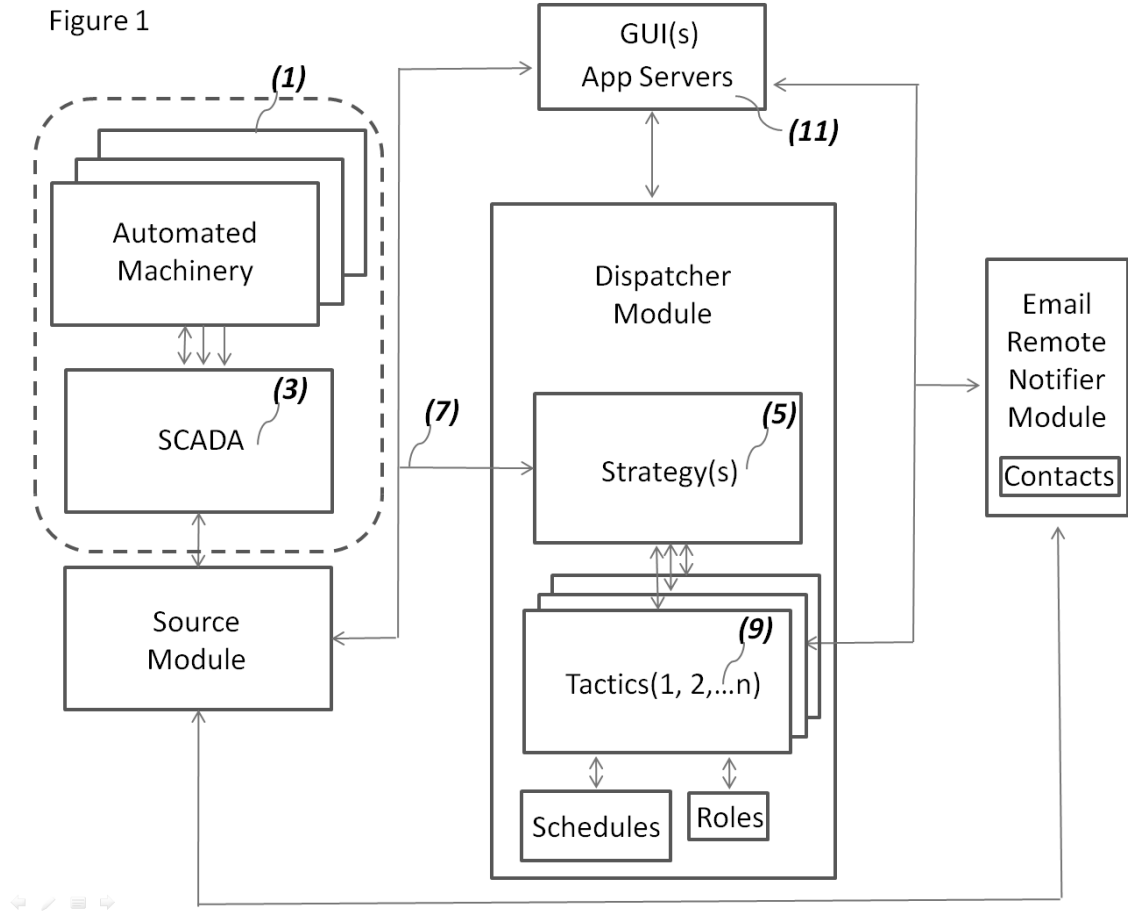 Figure 1
(1)
Automated
Machinery
(3)
SCADA
Source
Module
(7)
GUI(s)
App Servers
(11)
Dispatcher
Module
(5)
Strategy(s)
(9)
Tactics(1, 2,...n)
Schedules
Roles
Email
Remote
Notifier
Module
Contacts